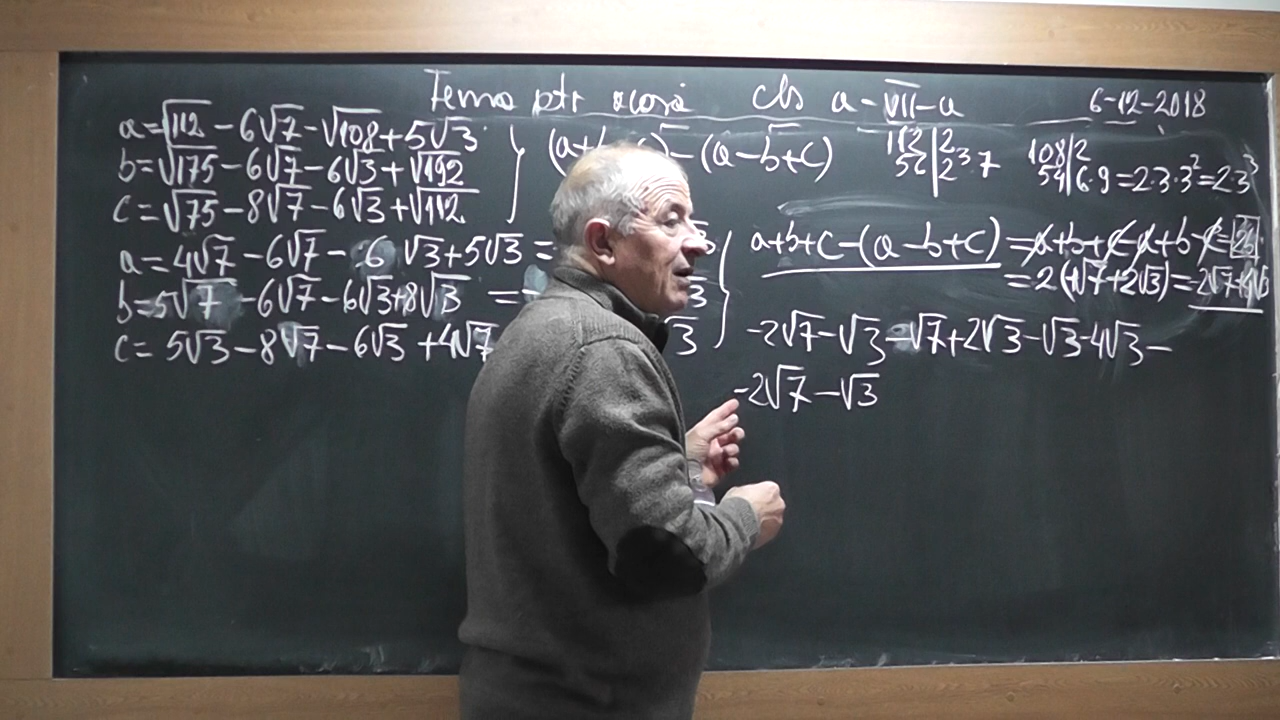 Tema ptr acasă cls a-VII-a 6-12-2018
a=√112 - 6√7 - √108 + 5√3
b=√175 - 6√7 - 6√3 + √192
c=√75 - 8√7 - 6√3 + √112
a=4√7 - 6√7 - 6√3 + 5√3 =
b=5√7 - 6√7 - 6√3 + 8√3 =
c= 5√3 - 8√7 - 6√3 + 4√7
√3
(a+ - (a-b+c)
112|2
56|2³ 7
108|2
54|6·9=2·3·3²=2·3³
a+b+c-(a-b+c) =a+b+c-a+b-c=2b
=2(-√7+2√3)=-2√7+4√3
-2√7-√3-√7+2√3-√3-4√3-
-2√7-√3